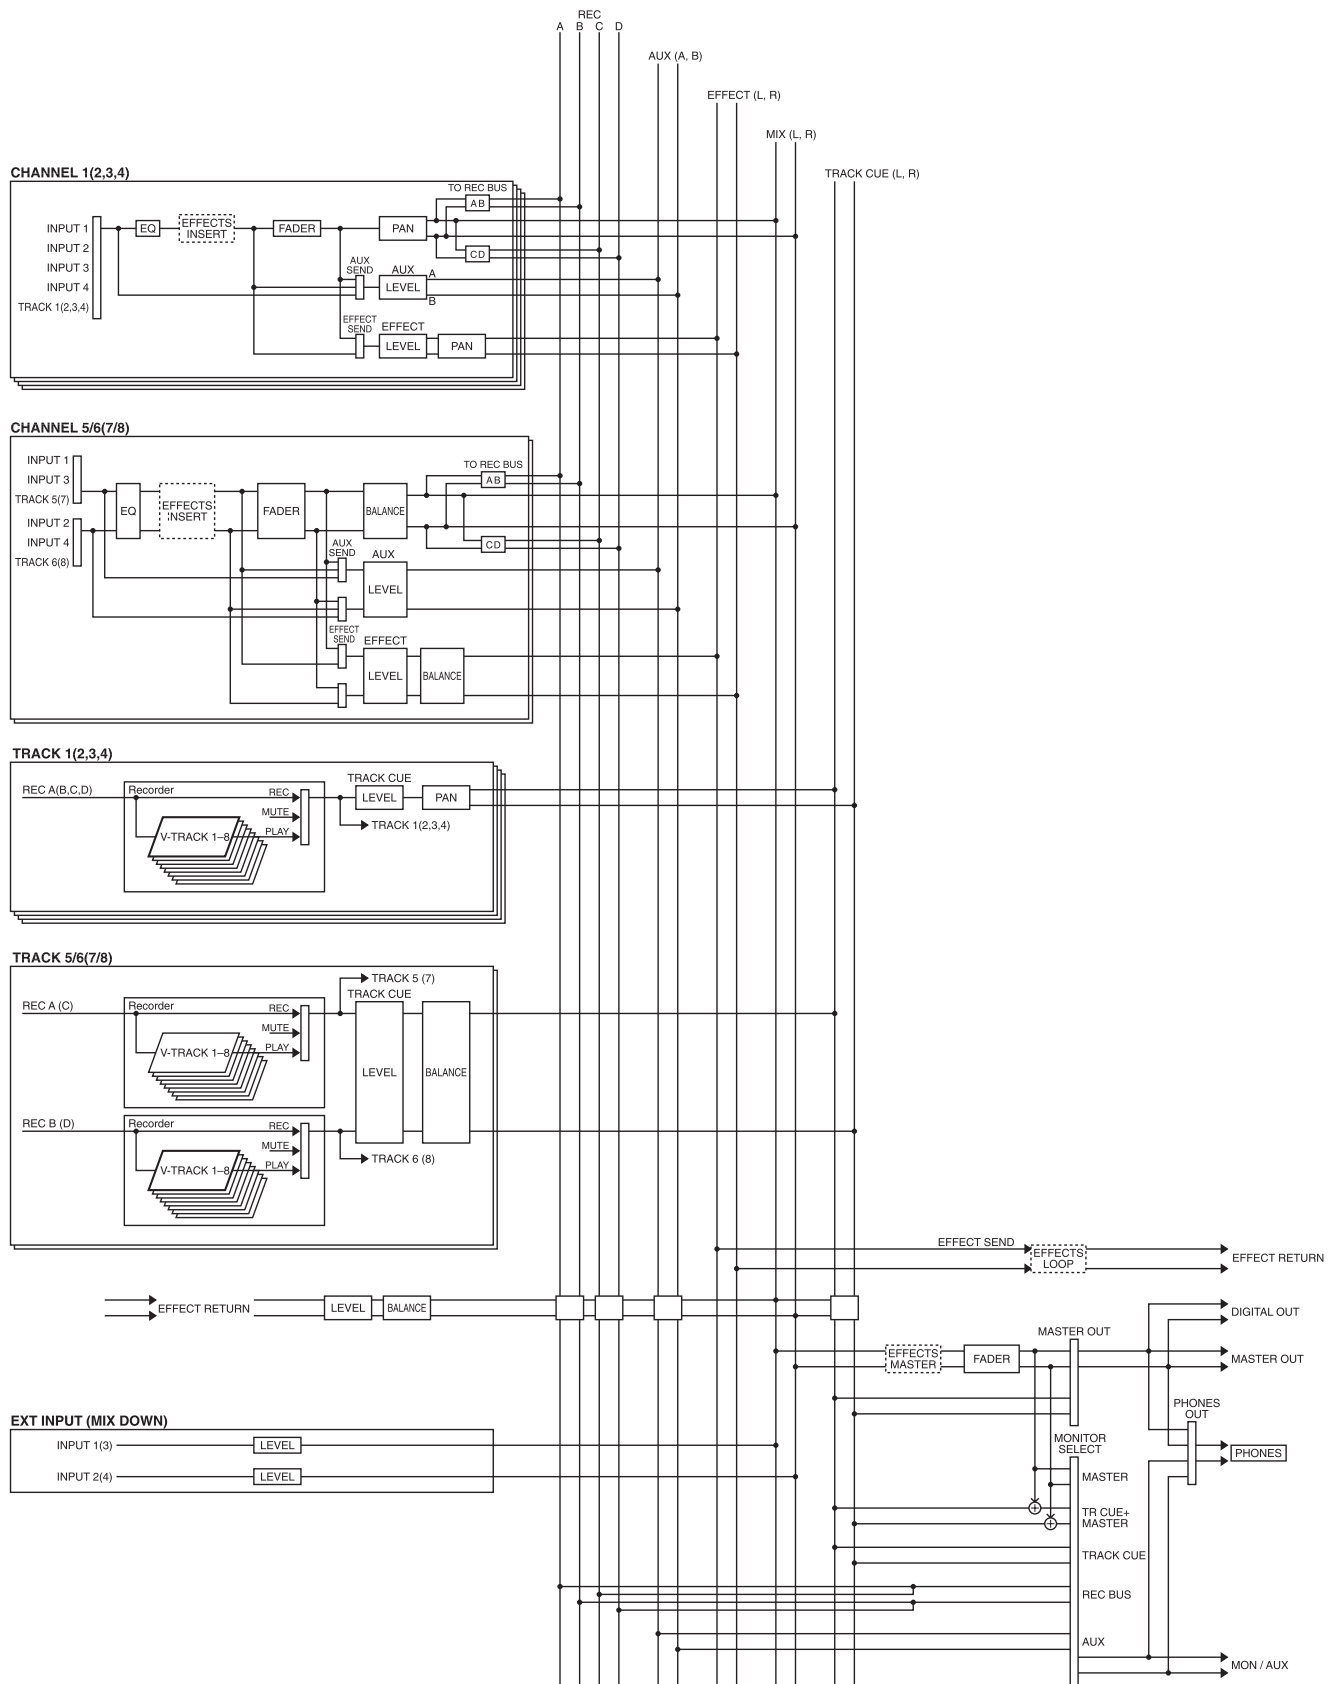 REC
A B C D
AUX (A, B)
EFFECT (L, R)
MIX (L, R)
TRACK CUE (L, R)
CHANNEL 1(2,3,4)
TO REC BUS
AB
INPUT 1
EQ
EFFECTS
INSERT
FADER
PAN
INPUT 2
CD
INPUT 3
AUX
SEND
AUX
A
INPUT 4
LEVEL
B
TRACK 1(2,3,4)
EFFECT
SEND
EFFECT
LEVEL
PAN
CHANNEL 5/6(7/8)
INPUT 1
TO REC BUS
INPUT 3
AB
TRACK 5(7)
EQ
EFFECTS
INSERT
FADER
BALANCE
INPUT 2
INPUT 4
CD
TRACK 6(8)
AUX
SEND
AUX
LEVEL
EFFECT
SEND
EFFECT
LEVEL
BALANCE
TRACK 1(2,3,4)
TRACK CUE
REC A(B,C,D)
Recorder
REC
LEVEL
PAN
MUTE
TRACK 1(2,3,4)
V-TRACK 1–8
PLAY
TRACK 5/6(7/8)
TRACK 5 (7)
TRACK CUE
REC A (C)
Recorder
REC
MUTE
V-TRACK 1–8
PLAY
LEVEL
BALANCE
REC B (D)
Recorder
REC
MUTE
TRACK 6 (8)
V-TRACK 1–8
PLAY
EFFECT SEND
EFFECTS
LOOP
EFFECT RETURN
EFFECT RETURN
LEVEL
BALANCE
DIGITAL OUT
MASTER OUT
EFFECTS
MASTER
FADER
MASTER OUT
PHONES
OUT
EXT INPUT (MIX DOWN)
INPUT 1(3)
LEVEL
MONITOR
SELECT
PHONES
INPUT 2(4)
LEVEL
MASTER
TR CUE+
MASTER
TRACK CUE
REC BUS
AUX
MON / AUX